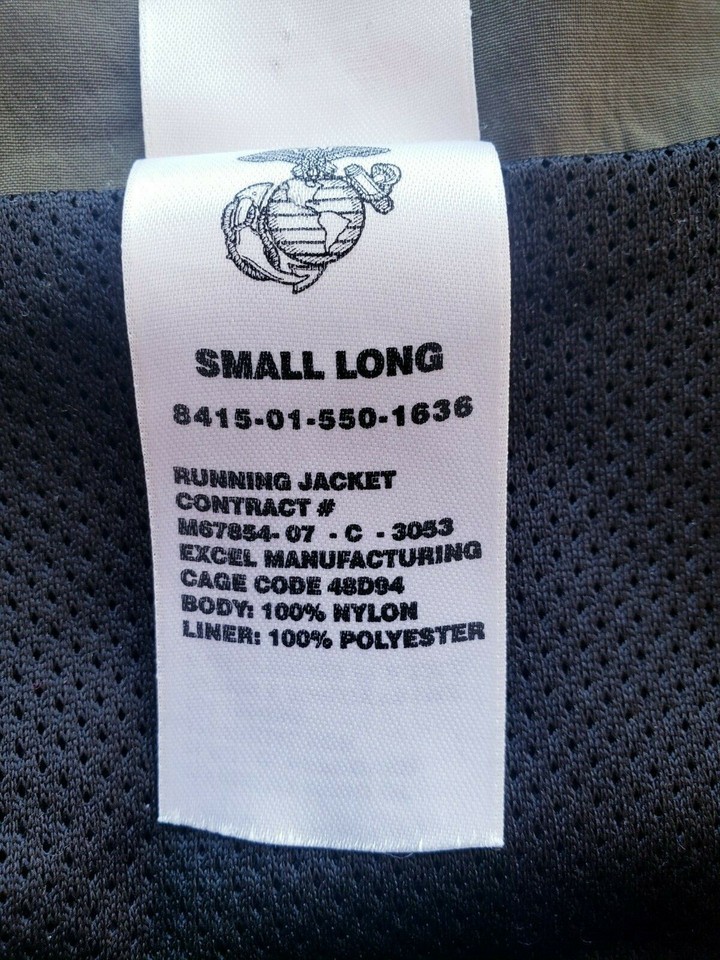 SMALL LONG
8415-01-550-1636
RUNNING JACKET
CONTRACT #
M67854- 07 - C - 3053
EXCEL MANUFACTURING
CAGE CODE 48D94
BODY: 100% NYLON
LINER: 100% POLYESTER